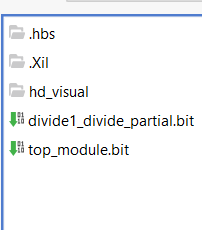 .hbs
.Xil
hd_visual
divide1_divide_partial.bit
top_module.bit